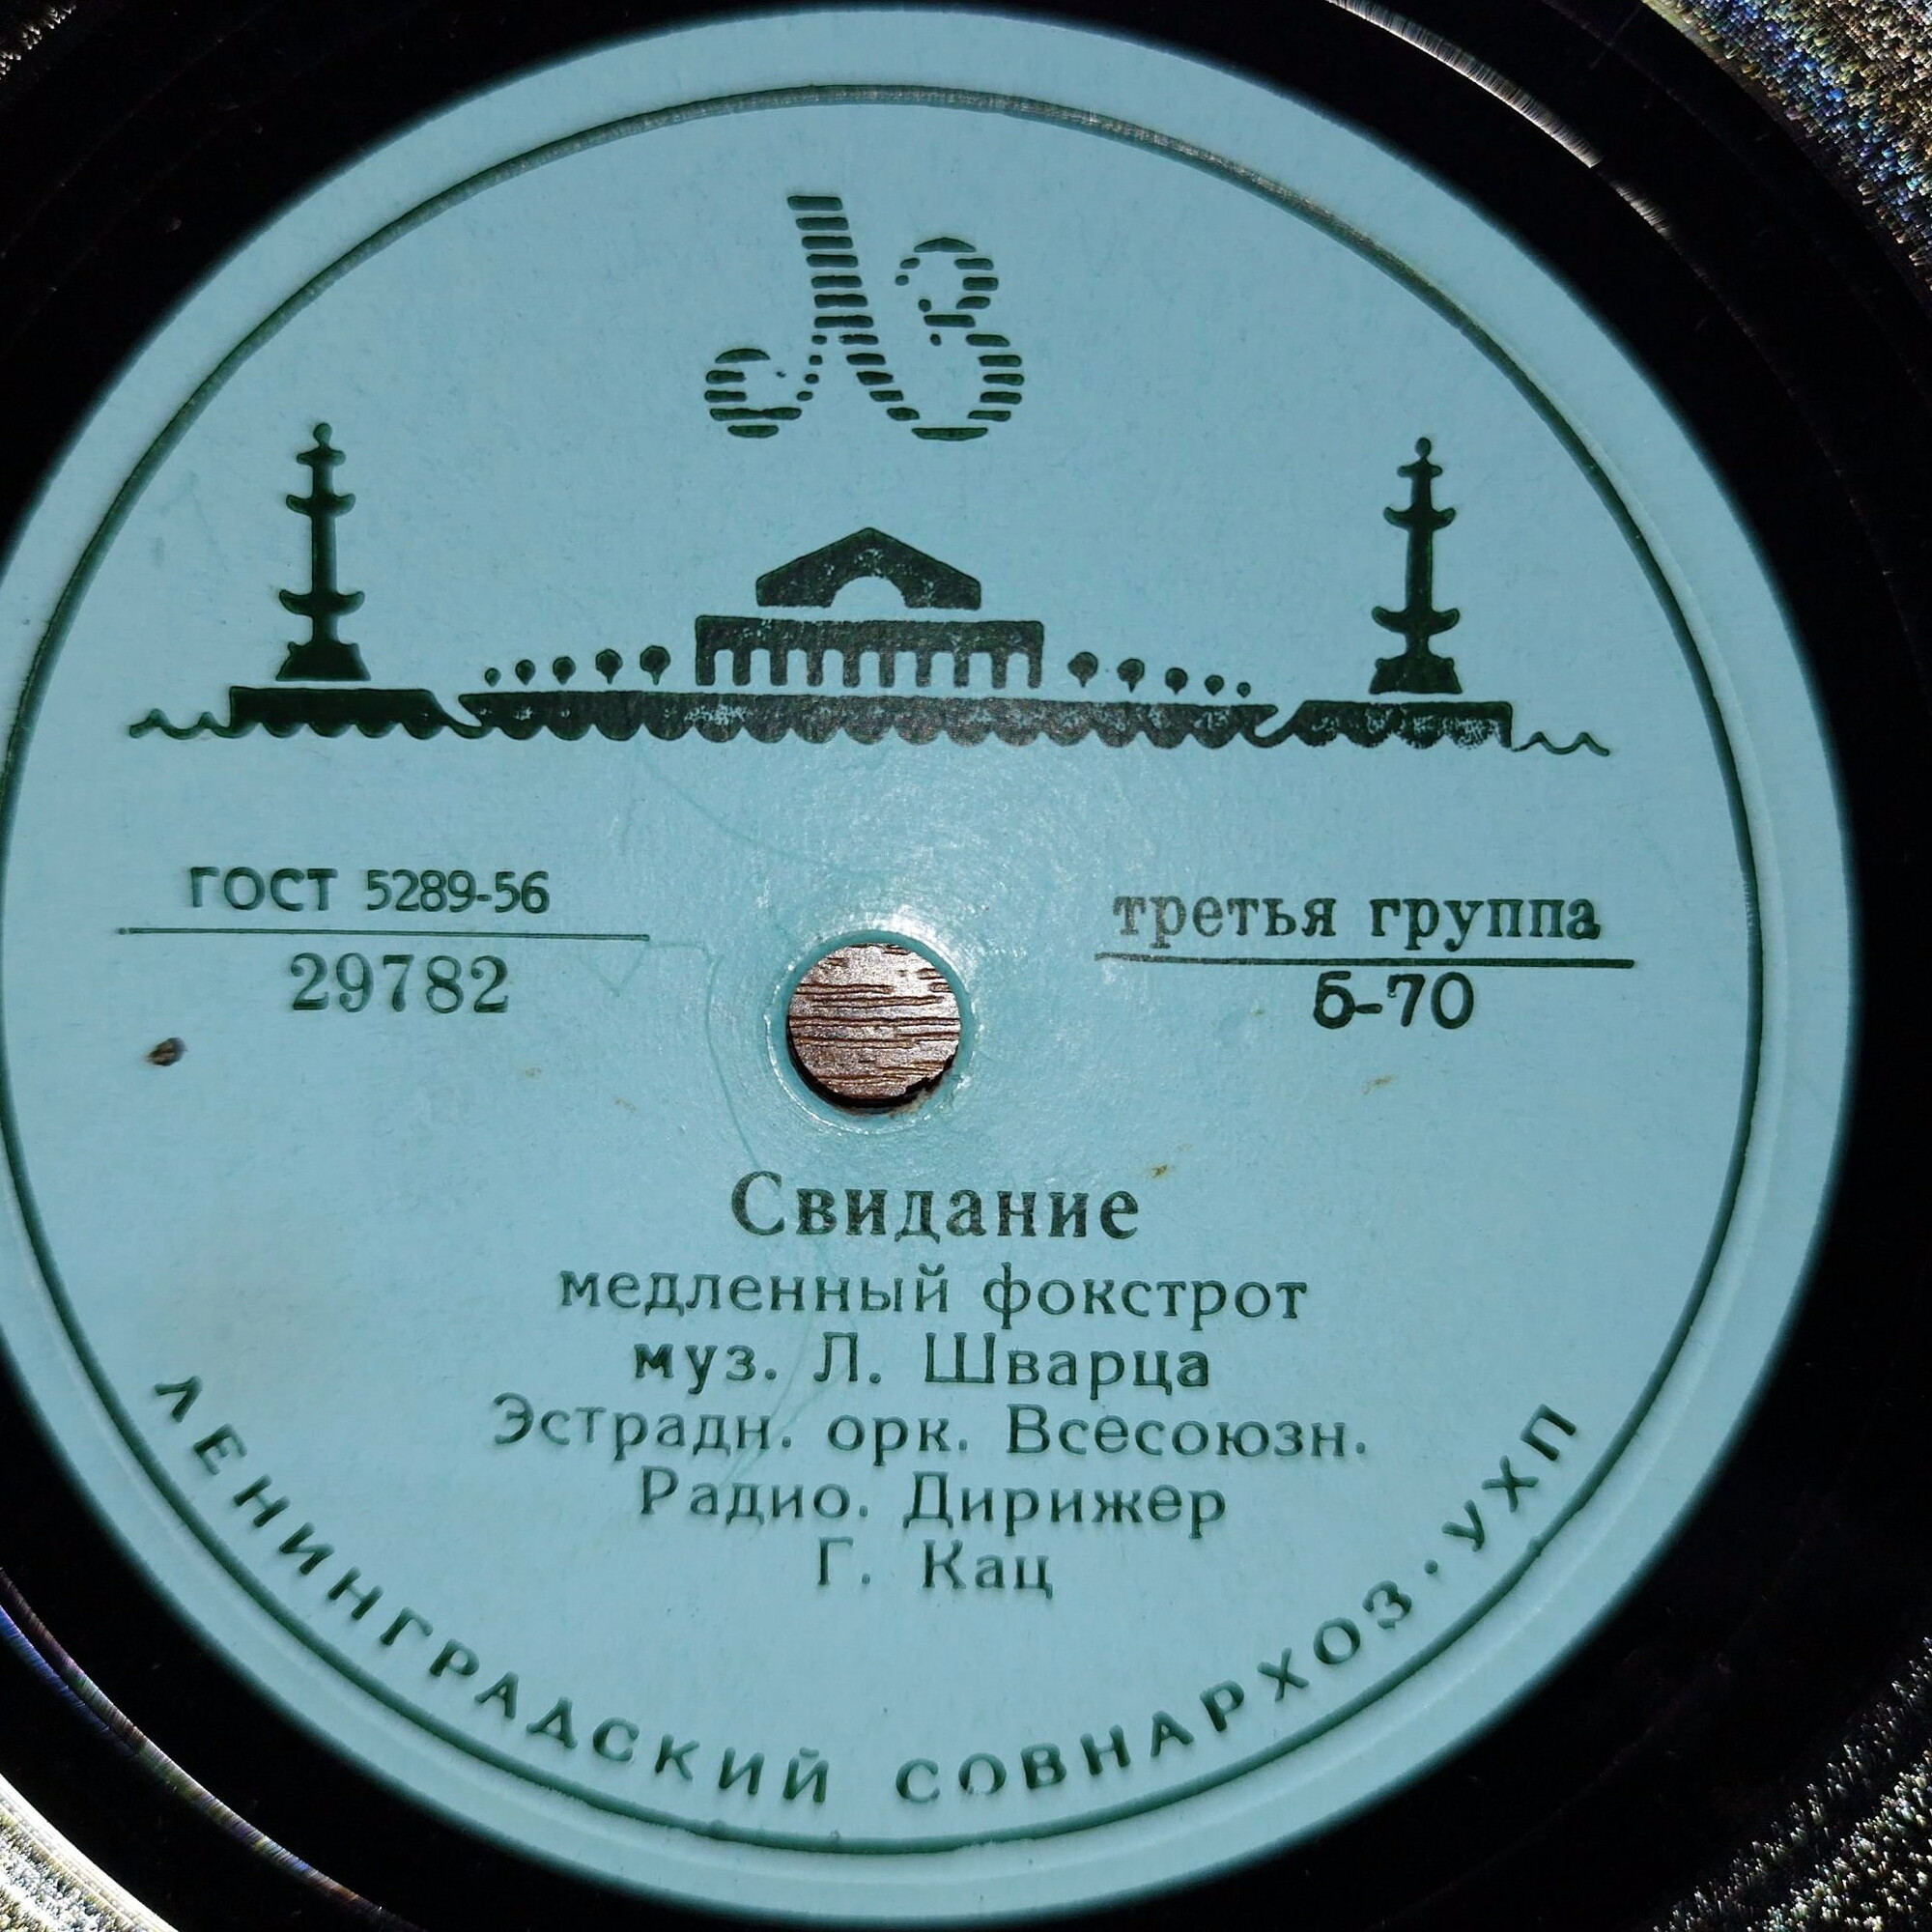 ЛЗ
ГОСТ 5289-56
29782
третья группа
Б-70
Свидание
медленный фокстрот
муз. Л. Шварца
Эстрадн. орк. Всесоюзн.
Радио. Дирижер
Г. Кац
ЛЕНИНГРАДСКИЙ СОВНАРХОЗ·УХП